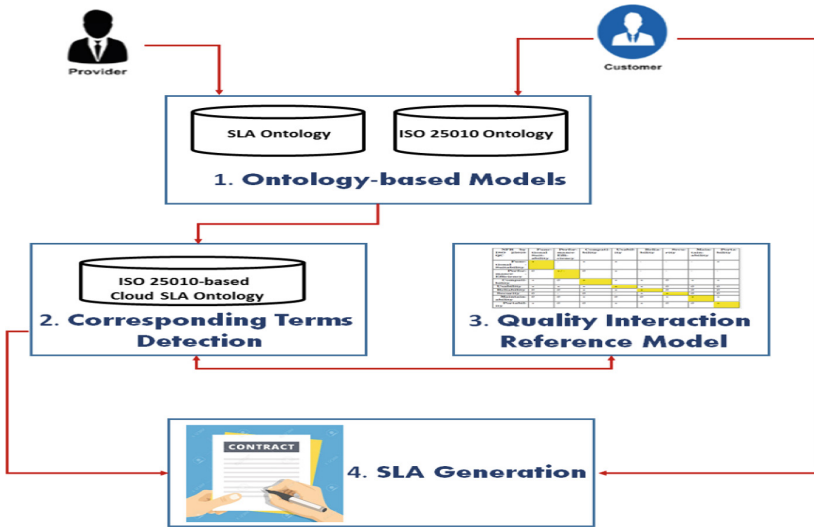 Provider
Customer
SLA Ontology
ISO 25010 Ontology
1. Ontology-based Models
ISO 25010-based
Cloud SLA Ontology
2. Corresponding Terms
Detection
3. Quality Interaction
Reference Model
CONTRACT
4. SLA Generation